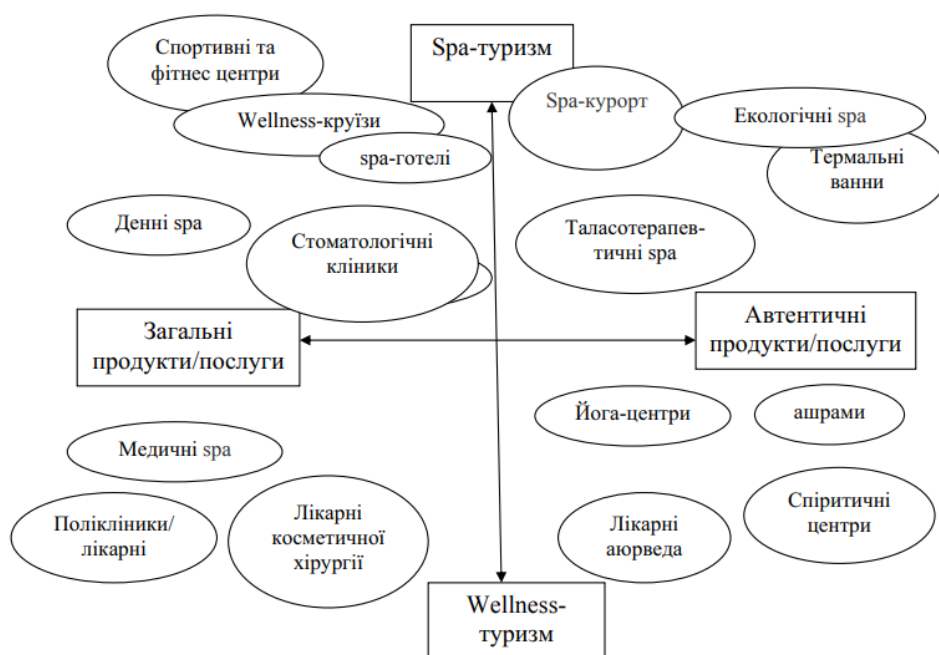 Спортивні та
фітнес центри
Spa-туризм
Spa-курорт
Wellness-круїзи
Екологічні spa
spa-готелі
Термальні
ванни
Денні spa
Стоматологічні
клініки
Таласотерапев-
тичні spa
Загальні
продукти/послуги
Автентичні
продукти/послуги
Йога-центри
ашрами
Медичні spa
Поліклініки/
лікарні
Лікарні
косметичної
хірургії
Лікарні
аюрведа
Спіритичні
центри
Wellness-
туризм